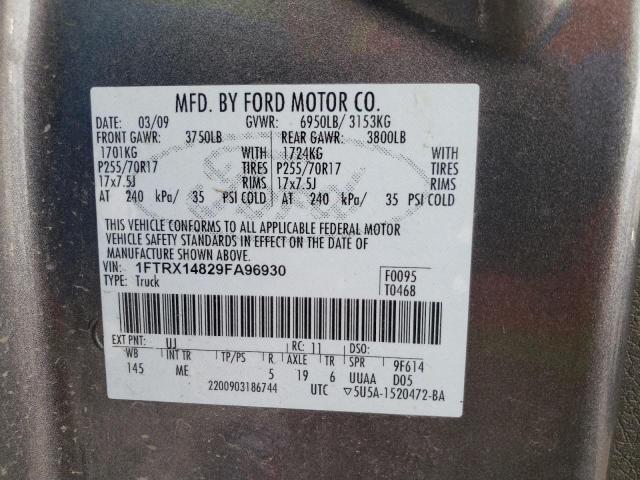 MFD. BY FORD MOTOR CO.
DATE: 03/09 GVWR: 6950LB/ 3153KG
FRONT GAWR: 3750LB REAR GAWR: 3800LB
1701KG WITH 1724KG WITH
P255/70R17 TIRES P255/70R17 TIRES
17x7.5J RIMS 17x7.5J RIMS
AT 240 kPa/ 35 PSI COLD AT 240 kPa/ 35 PSI COLD
THIS VEHICLE CONFORMS TO ALL APPLICABLE FEDERAL MOTOR
VEHICLE SAFETY STANDARDS IN EFFECT ON THE DATE OF
MANUFACTURE SHOWN ABOVE.
VIN: 1FTRX14829FA96930
TYPE: Truck
F0095
T0468
EXT PNT: UJ RC: 11 DSO:
WB INT TR TP/PS R. AXLE TR SPR 9F614
145 ME 5 19 6 UUAA D05
2200903186744 UTC ▽5U5A-1520472-BA